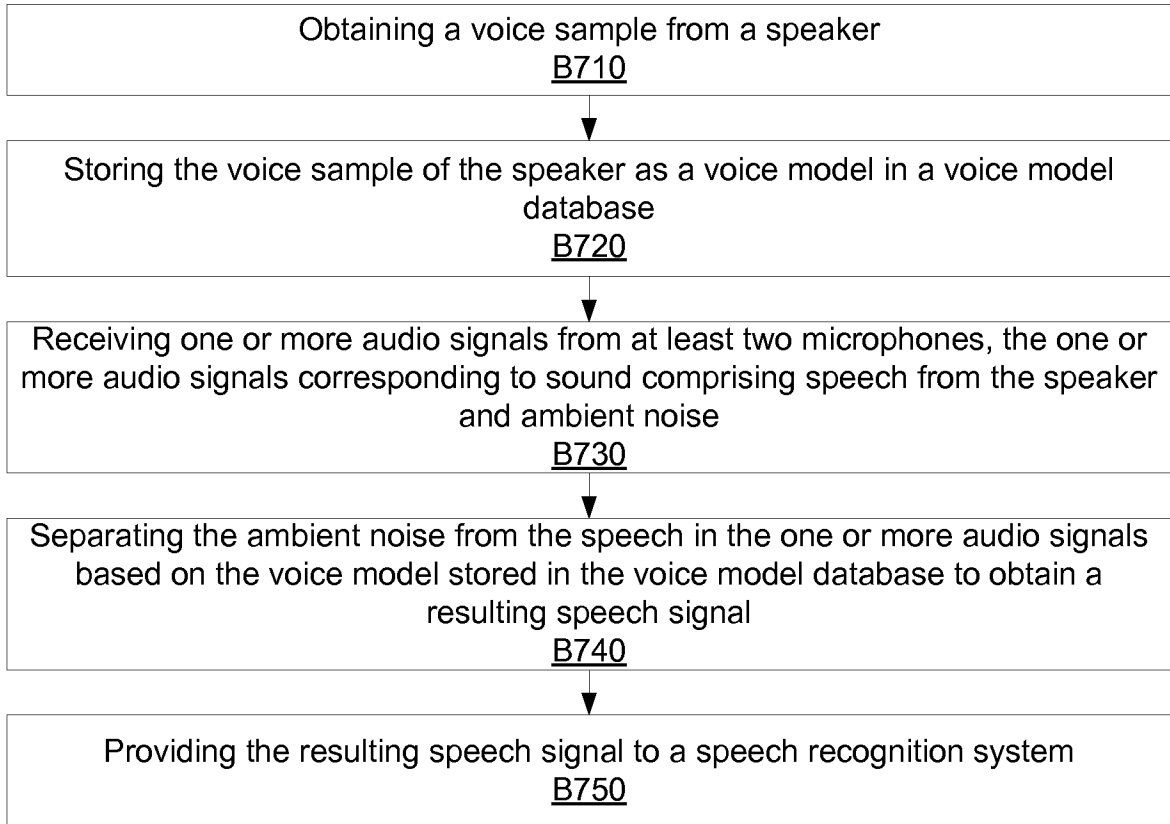 Obtaining a voice sample from a speaker
B710
Storing the voice sample of the speaker as a voice model in a voice model
database
B720
Receiving one or more audio signals from at least two microphones, the one or
more audio signals corresponding to sound comprising speech from the speaker
and ambient noise
B730
Separating the ambient noise from the speech in the one or more audio signals
based on the voice model stored in the voice model database to obtain a
resulting speech signal
B740
Providing the resulting speech signal to a speech recognition system
B750